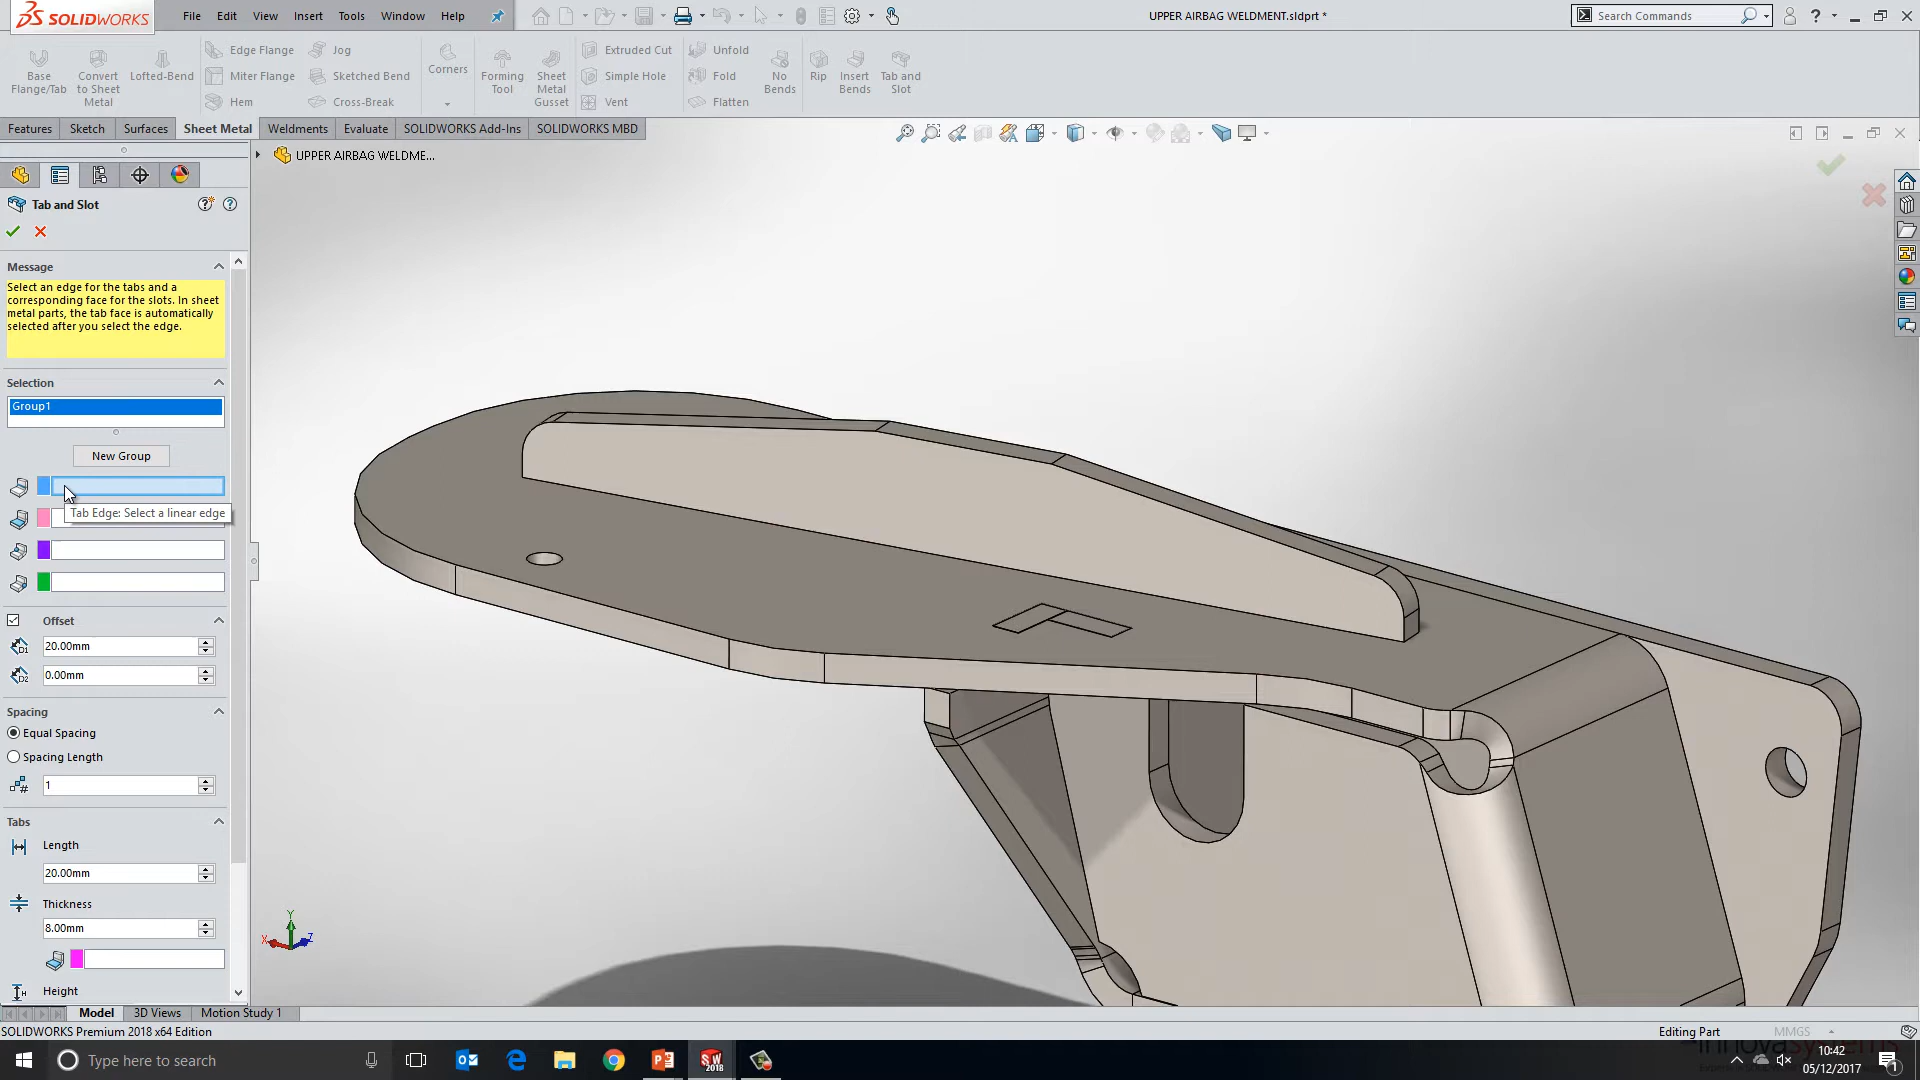 SOLIDWORKS
File Edit View Insert Tools Window Help
UPPER AIRBAG WELDMENT.sldprt *
Search Commands
Base Flange/Tab
Convert to Sheet Metal
Lofted-Bend
Edge Flange
Miter Flange
Hem
Jog
Sketched Bend
Cross-Break
Corners
Forming Tool
Sheet Metal Gusset
Extruded Cut
Simple Hole
Vent
Unfold
Fold
Flatten
No Bends
Rip
Insert Bends
Tab and Slot
Features Sketch Surfaces Sheet Metal Weldments Evaluate SOLIDWORKS Add-Ins SOLIDWORKS MBD
UPPER AIRBAG WELDME...
Tab and Slot
Message
Select an edge for the tabs and a
corresponding face for the slots. In sheet
metal parts, the tab face is automatically
selected after you select the edge.
Selection
Group1
New Group
Tab Edge: Select a linear edge
Offset
D1 20.00mm
D2 0.00mm
Spacing
Equal Spacing
Spacing Length
1
Tabs
Length
20.00mm
Thickness
8.00mm
Height
Y
X Z
Model 3D Views Motion Study 1
SOLIDWORKS Premium 2018 x64 Edition
Editing Part
MMGS
Type here to search
SW 2018
10:42
05/12/2017
1